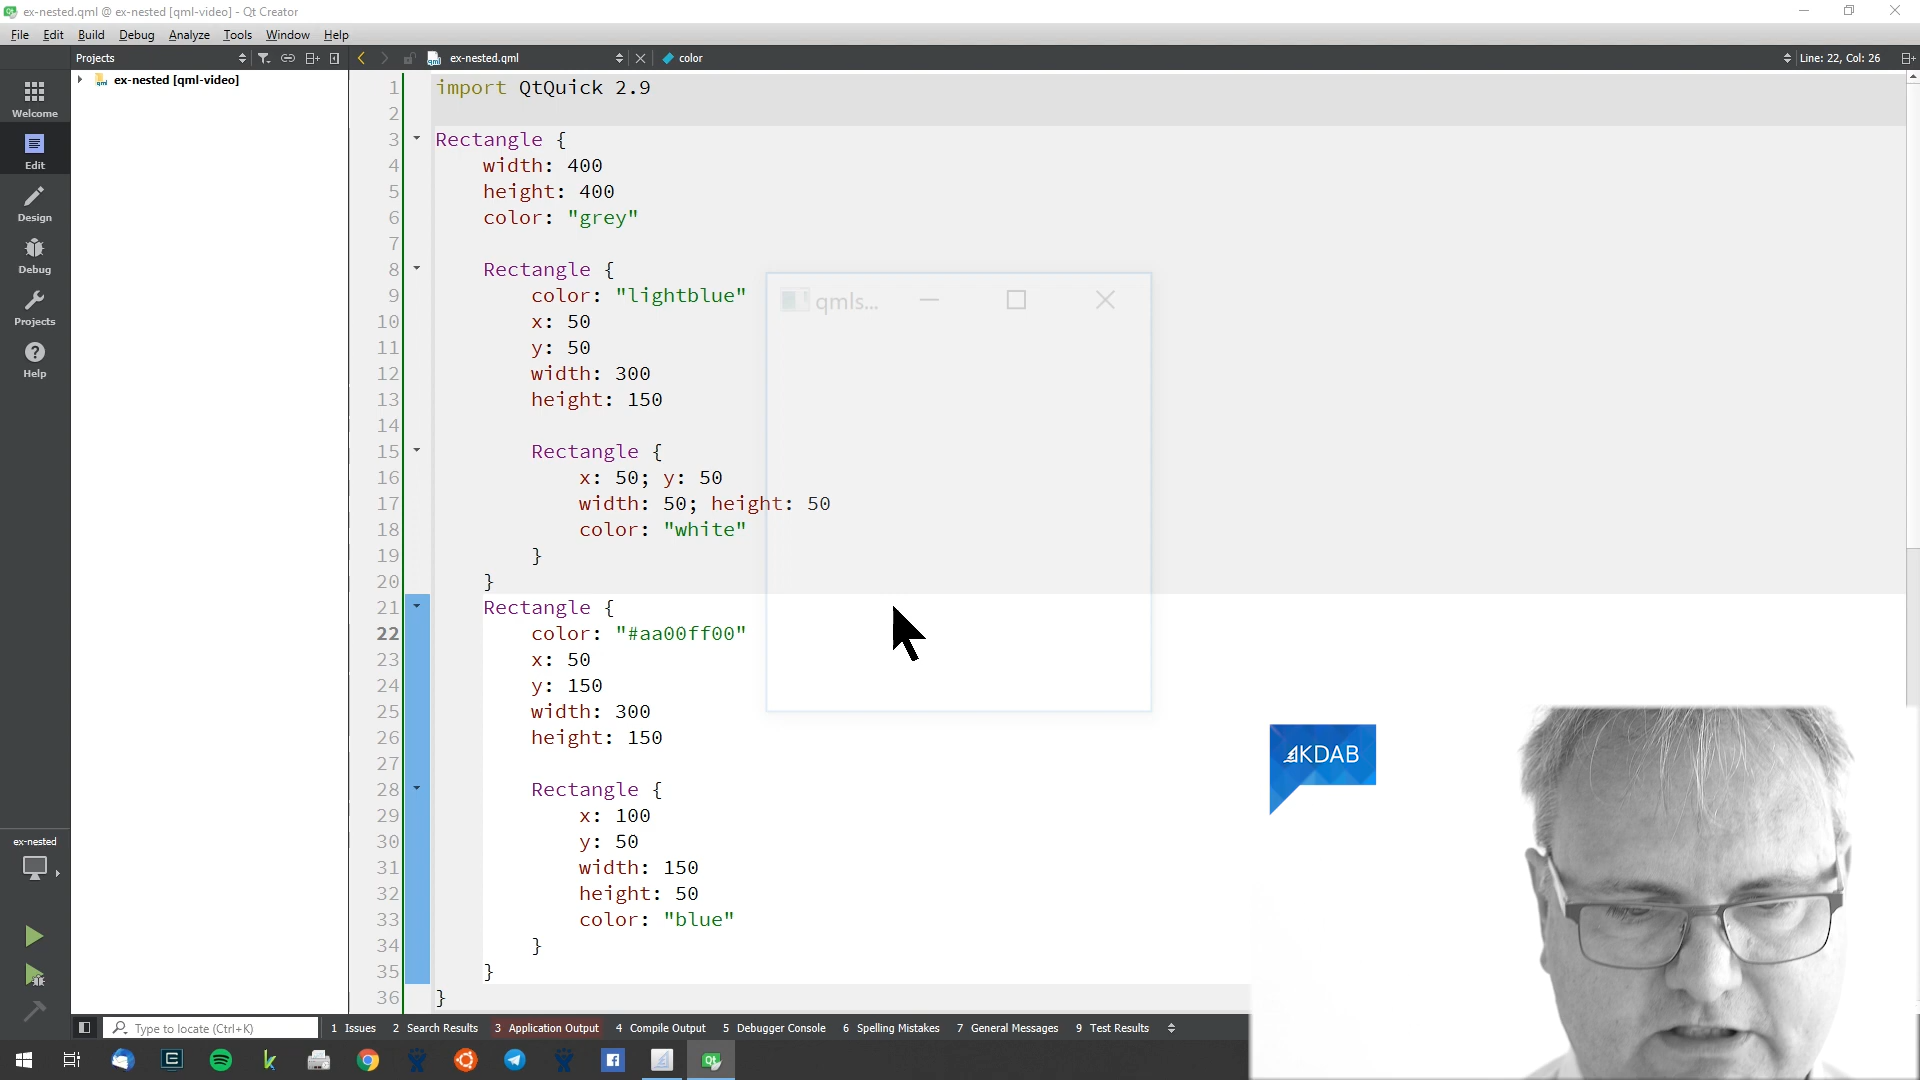 ex-nested.qml @ ex-nested [qml-video] - Qt Creator
File Edit Build Debug Analyze Tools Window Help
Projects ex-nested.qml color Line: 22, Col: 26
ex-nested [qml-video]
Welcome
Edit
Design
Debug
Projects
Help
1 import QtQuick 2.9
2
3 Rectangle {
4 width: 400
5 height: 400
6 color: "grey"
7
8 Rectangle {
9 color: "lightblue"
10 x: 50
11 y: 50
12 width: 300
13 height: 150
14
15 Rectangle {
16 x: 50; y: 50
17 width: 50; height: 50
18 color: "white"
19 }
20 }
21 Rectangle {
22 color: "#aa00ff00"
23 x: 50
24 y: 150
25 width: 300
26 height: 150
27
28 Rectangle {
29 x: 100
30 y: 50
31 width: 150
32 height: 50
33 color: "blue"
34 }
35 }
36 }
qmls...
KDAB
ex-nested
Type to locate (Ctrl+K) 1 Issues 2 Search Results 3 Application Output 4 Compile Output 5 Debugger Console 6 Spelling Mistakes 7 General Messages 9 Test Results